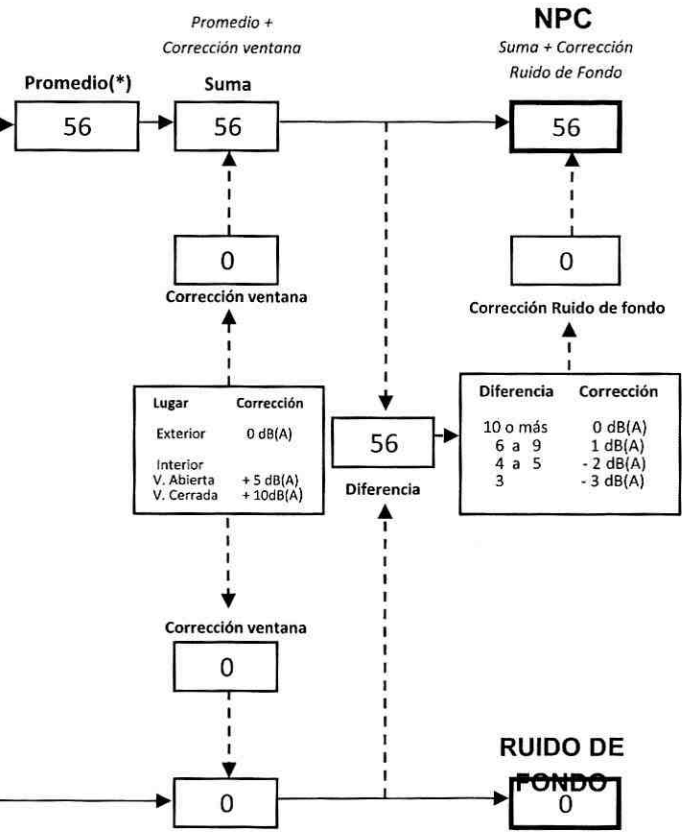 Promedio +
Corrección ventana
NPC
Suma + Corrección
Ruido de Fondo
Promedio(*)
Suma
56
56
56
0
0
Corrección ventana
Corrección Ruido de fondo
Lugar Corrección
Exterior 0 dB(A)
Interior
V. Abierta + 5 dB(A)
V. Cerrada + 10dB(A)
56
Diferencia
Diferencia Corrección
10 o más 0 dB(A)
6 a 9 1 dB(A)
4 a 5 - 2 dB(A)
3 - 3 dB(A)
Corrección ventana
0
RUIDO DE
FONDO
0
0